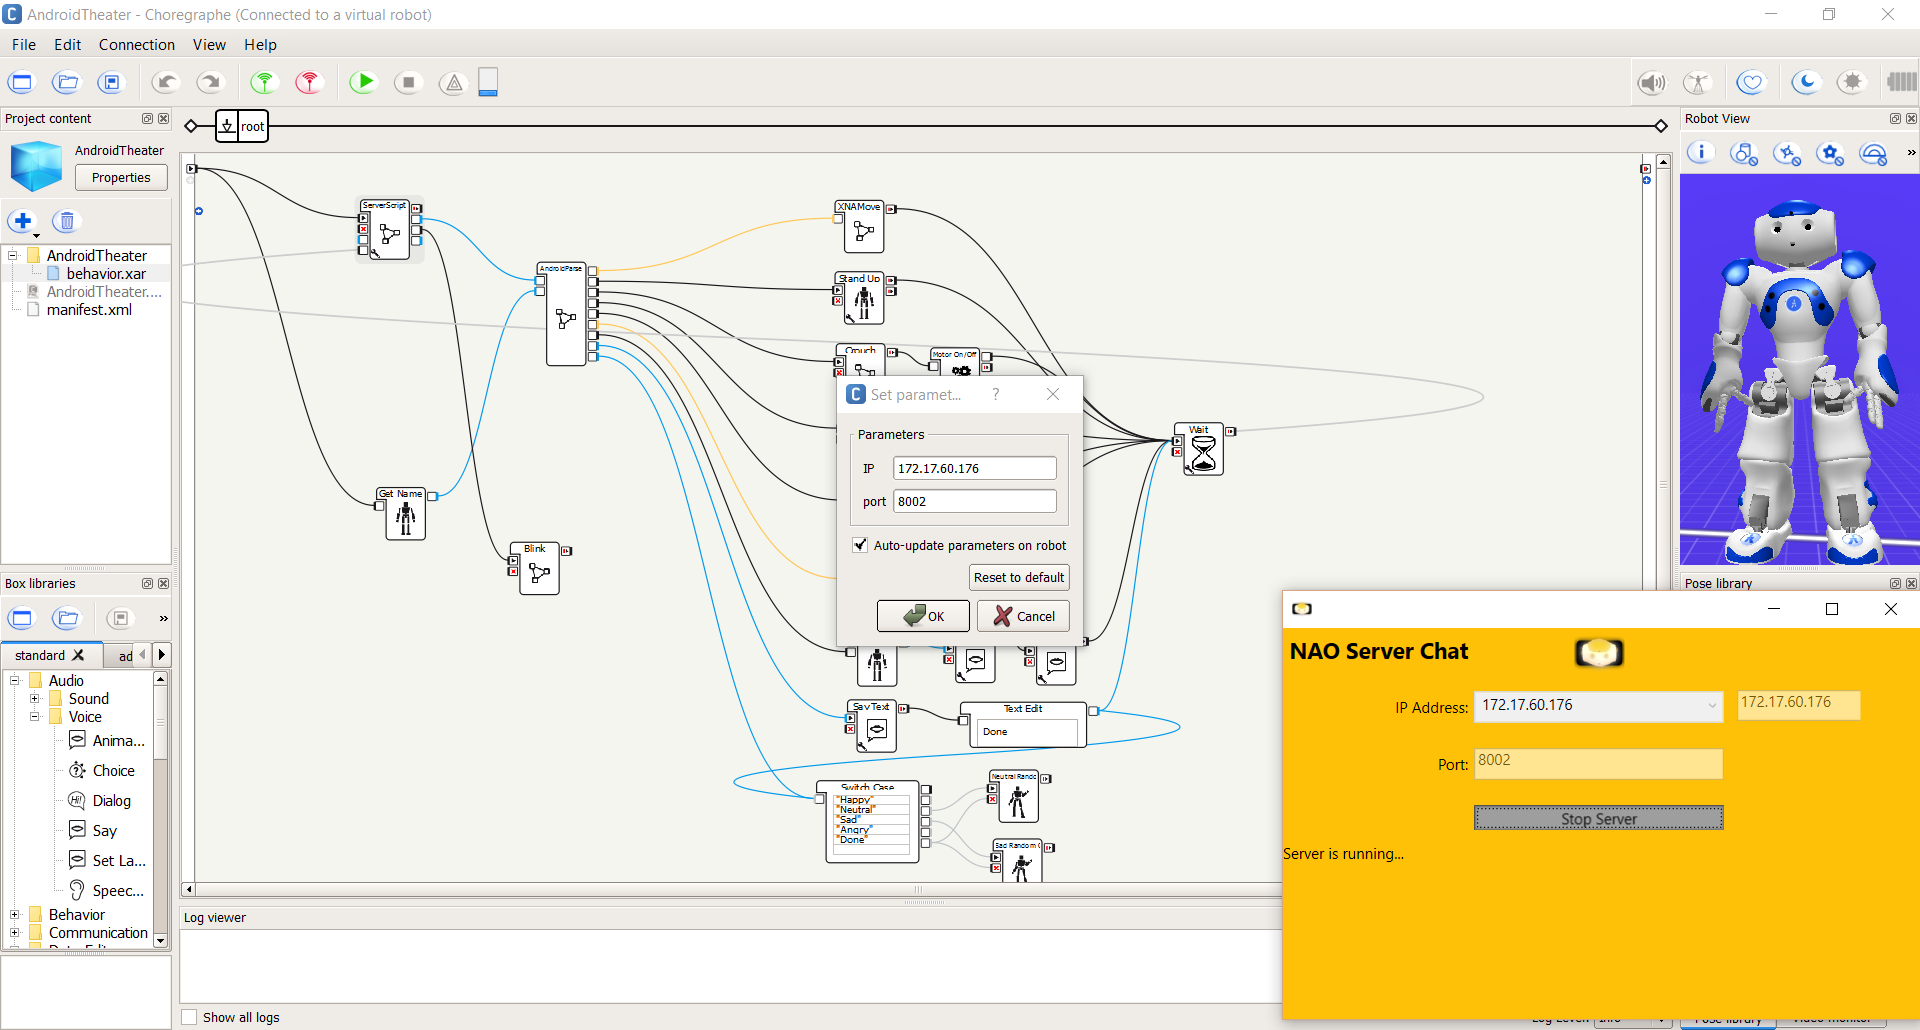 AndroidTheater - Choregraphe (Connected to a virtual robot)
File Edit Connection View Help
Project content
root
Robot View
AndroidTheater
Properties
AndroidTheater
behavior.xar
AndroidTheater....
manifest.xml
ServerScript
XNAMove
AndroidParse
Stand Up
Crouch
Motor On/Off
Set paramet... ?
Parameters
IP 172.17.60.176
port 8002
Auto-update parameters on robot
Reset to default
OK Cancel
Wait
Get Name
Blink
Say Text
Text Edit
Done
Switch Case
"Happy"
"Neutral"
"Sad"
"Angry"
"Done"
Neutral Rando
Sad Random
Box libraries
standard ad
Audio
Sound
Voice
Anima...
Choice
Dialog
Say
Set La...
Speec...
Behavior
Communication
Log viewer
Show all logs
Pose library
NAO Server Chat
IP Address: 172.17.60.176 172.17.60.176
Port: 8002
Stop Server
Server is running...